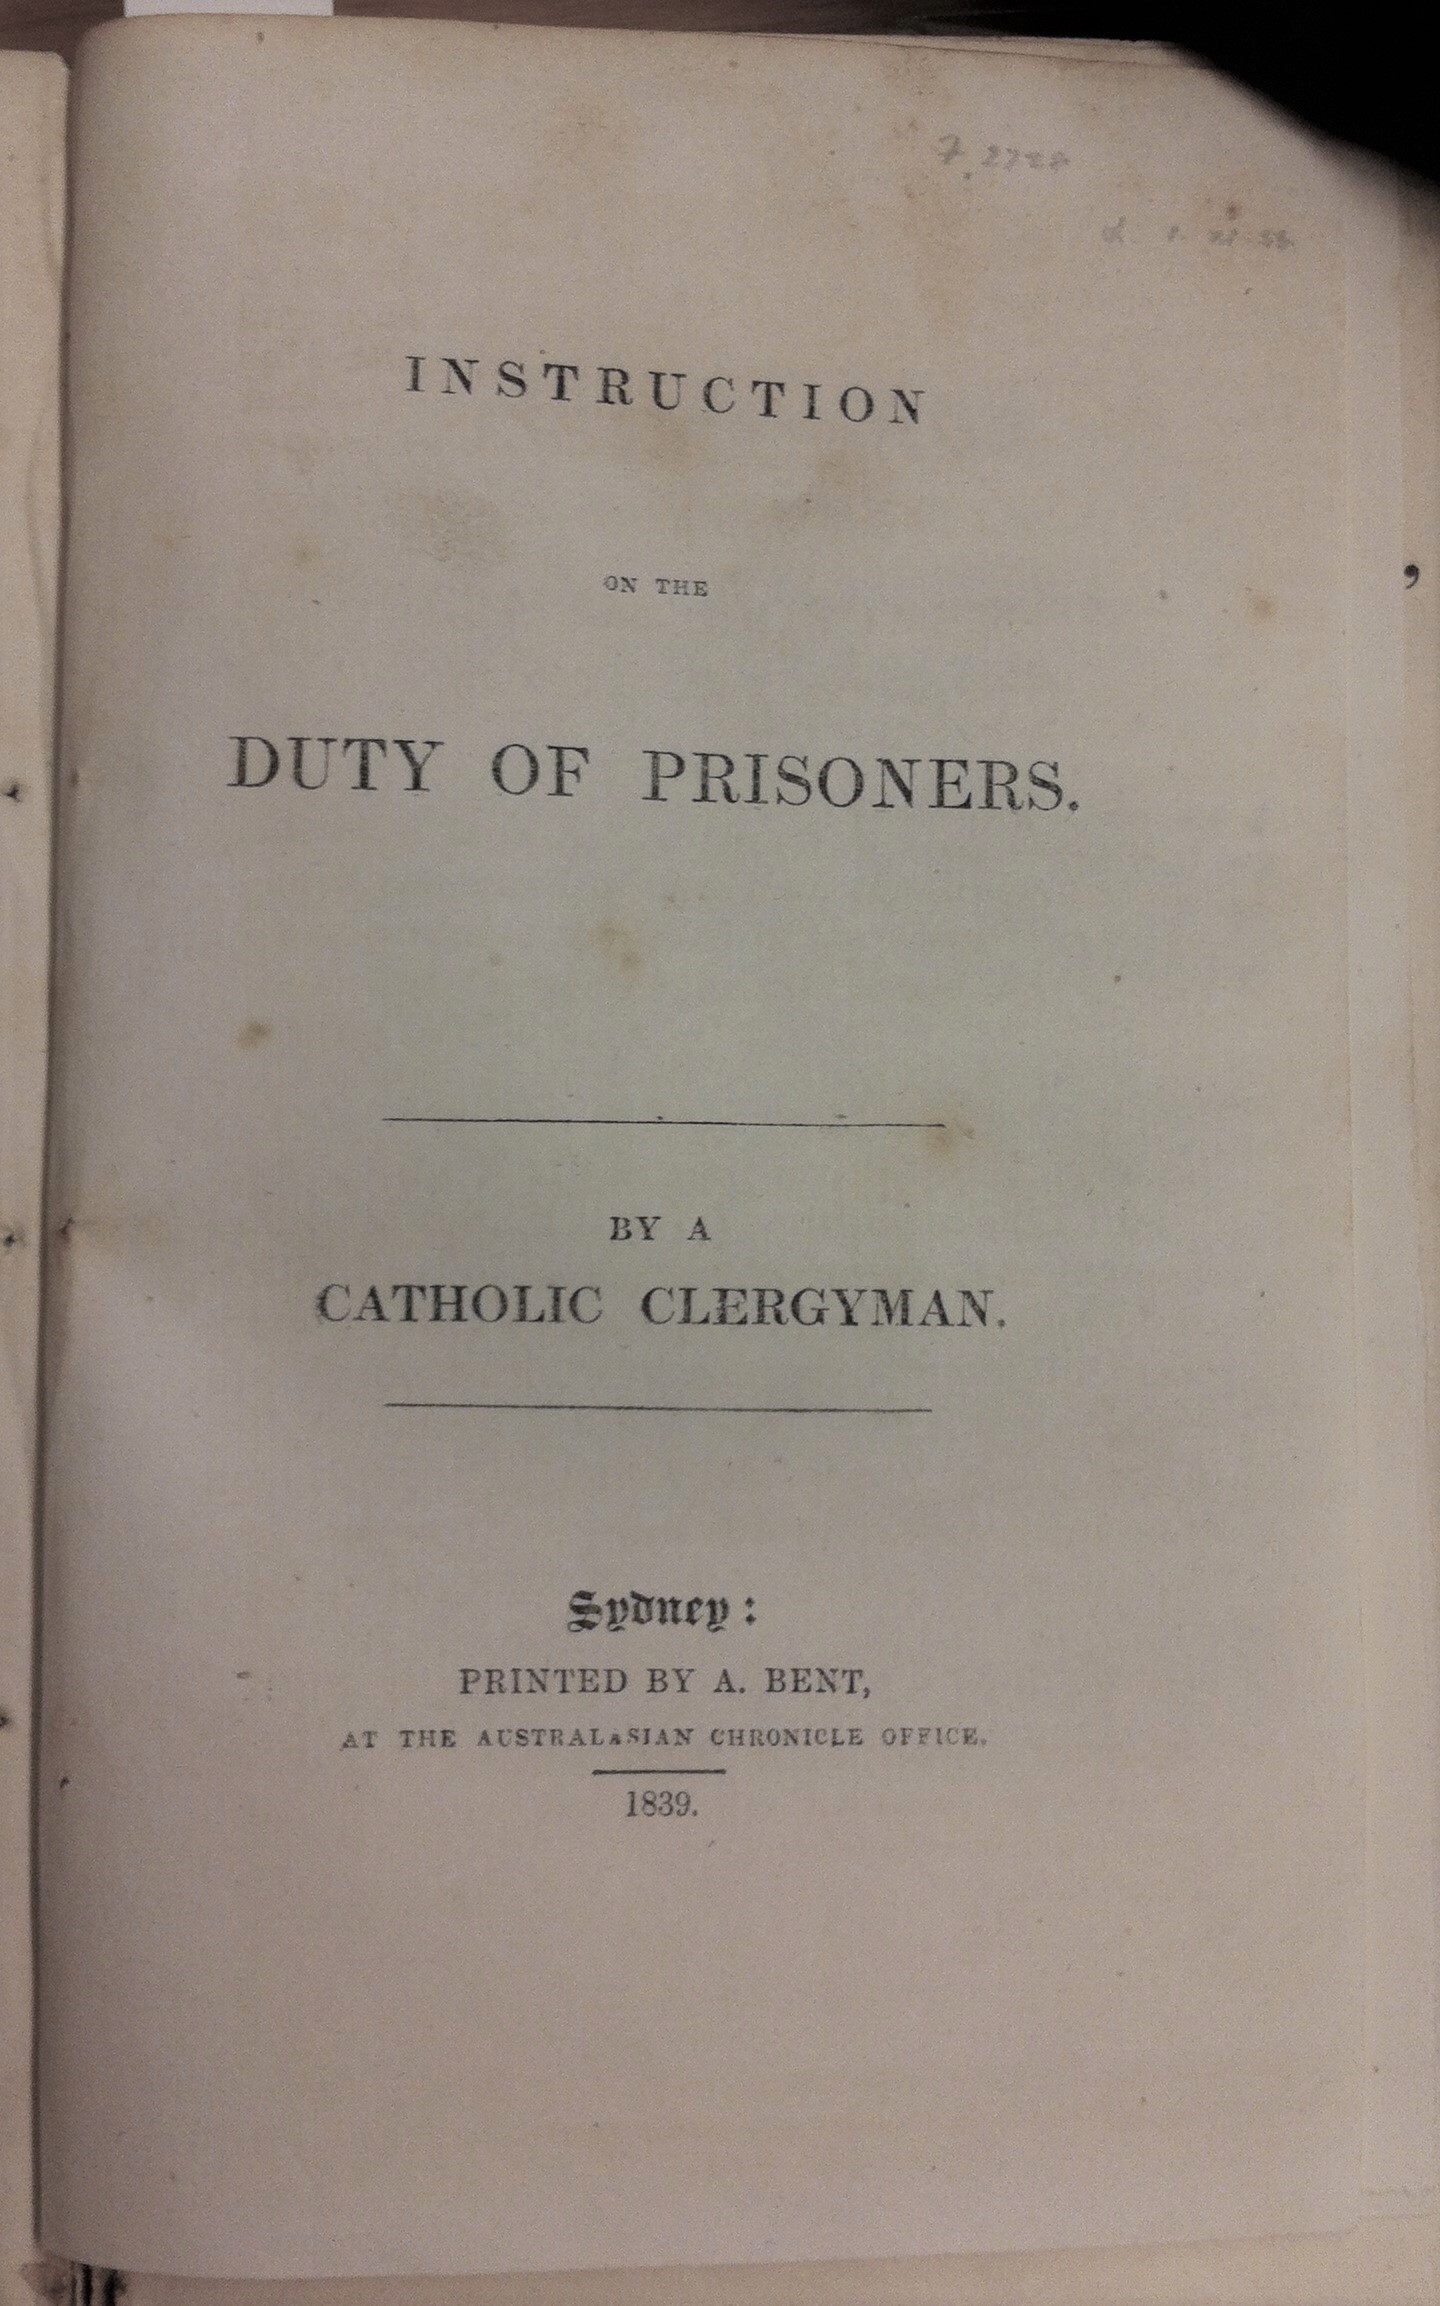 INSTRUCTION
ON THE
DUTY OF PRISONERS.
BY A
CATHOLIC CLERGYMAN.
Sydney:
PRINTED BY A. BENT,
AT THE AUSTRALASIAN CHRONICLE OFFICE.
1839.